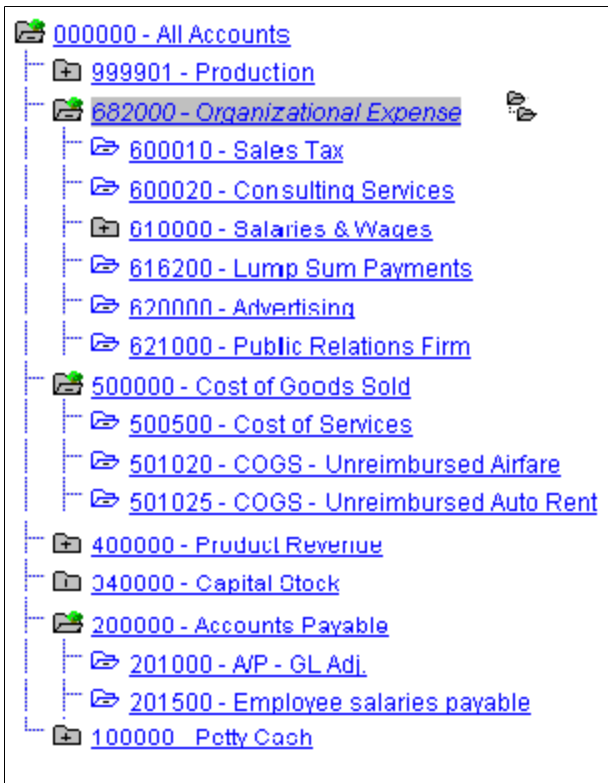 000000 - All Accounts
999901 - Production
682000 - Organizational Expense
600010 - Sales Tax
600020 - Consulting Services
610000 - Salaries & Wages
616200 - Lump Sum Payments
620000 - Advertising
621000 - Public Relations Firm
500000 - Cost of Goods Sold
500500 - Cost of Services
501020 - COGS - Unreimbursed Airfare
501025 - COGS - Unreimbursed Auto Rent
400000 - Product Revenue
340000 - Capital Stock
200000 - Accounts Payable
201000 - A/P - GL Adj.
201500 - Employee salaries payable
100000 - Petty Cash